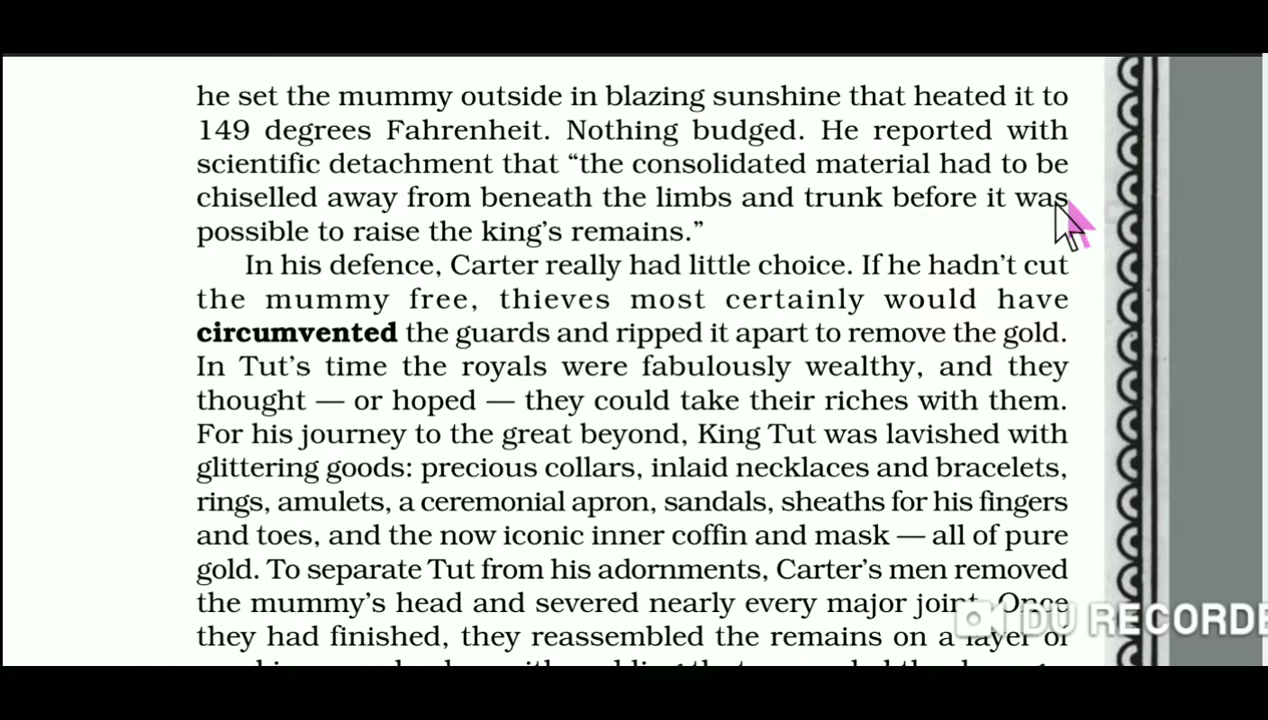 he set the mummy outside in blazing sunshine that heated it to
149 degrees Fahrenheit. Nothing budged. He reported with
scientific detachment that “the consolidated material had to be
chiselled away from beneath the limbs and trunk before it was
possible to raise the king’s remains.”
In his defence, Carter really had little choice. If he hadn’t cut
the mummy free, thieves most certainly would have
circumvented the guards and ripped it apart to remove the gold.
In Tut’s time the royals were fabulously wealthy, and they
thought — or hoped — they could take their riches with them.
For his journey to the great beyond, King Tut was lavished with
glittering goods: precious collars, inlaid necklaces and bracelets,
rings, amulets, a ceremonial apron, sandals, sheaths for his fingers
and toes, and the now iconic inner coffin and mask — all of pure
gold. To separate Tut from his adornments, Carter’s men removed
the mummy’s head and severed nearly every major joint. Once
they had finished, they reassembled the remains on a layer of
DU RECORDE